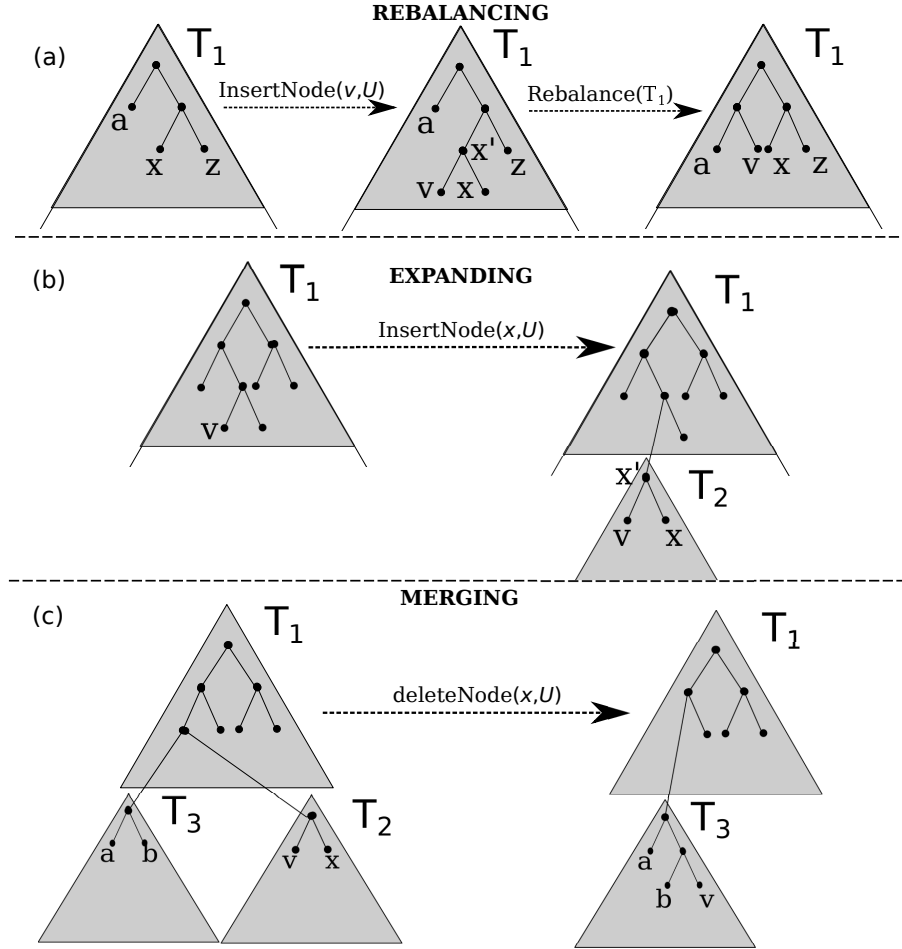 REBALANCING
(a)
T1
InsertNode(v,U)
a
x
z
T1
Rebalance(T1)
a
x'
z
v
x
T1
a
v
x
z
(b)
EXPANDING
T1
InsertNode(x,U)
v
T1
x'
T2
v
x
MERGING
(c)
T1
deleteNode(x,U)
T1
T3
a
b
T2
v
x
T3
a
b
v